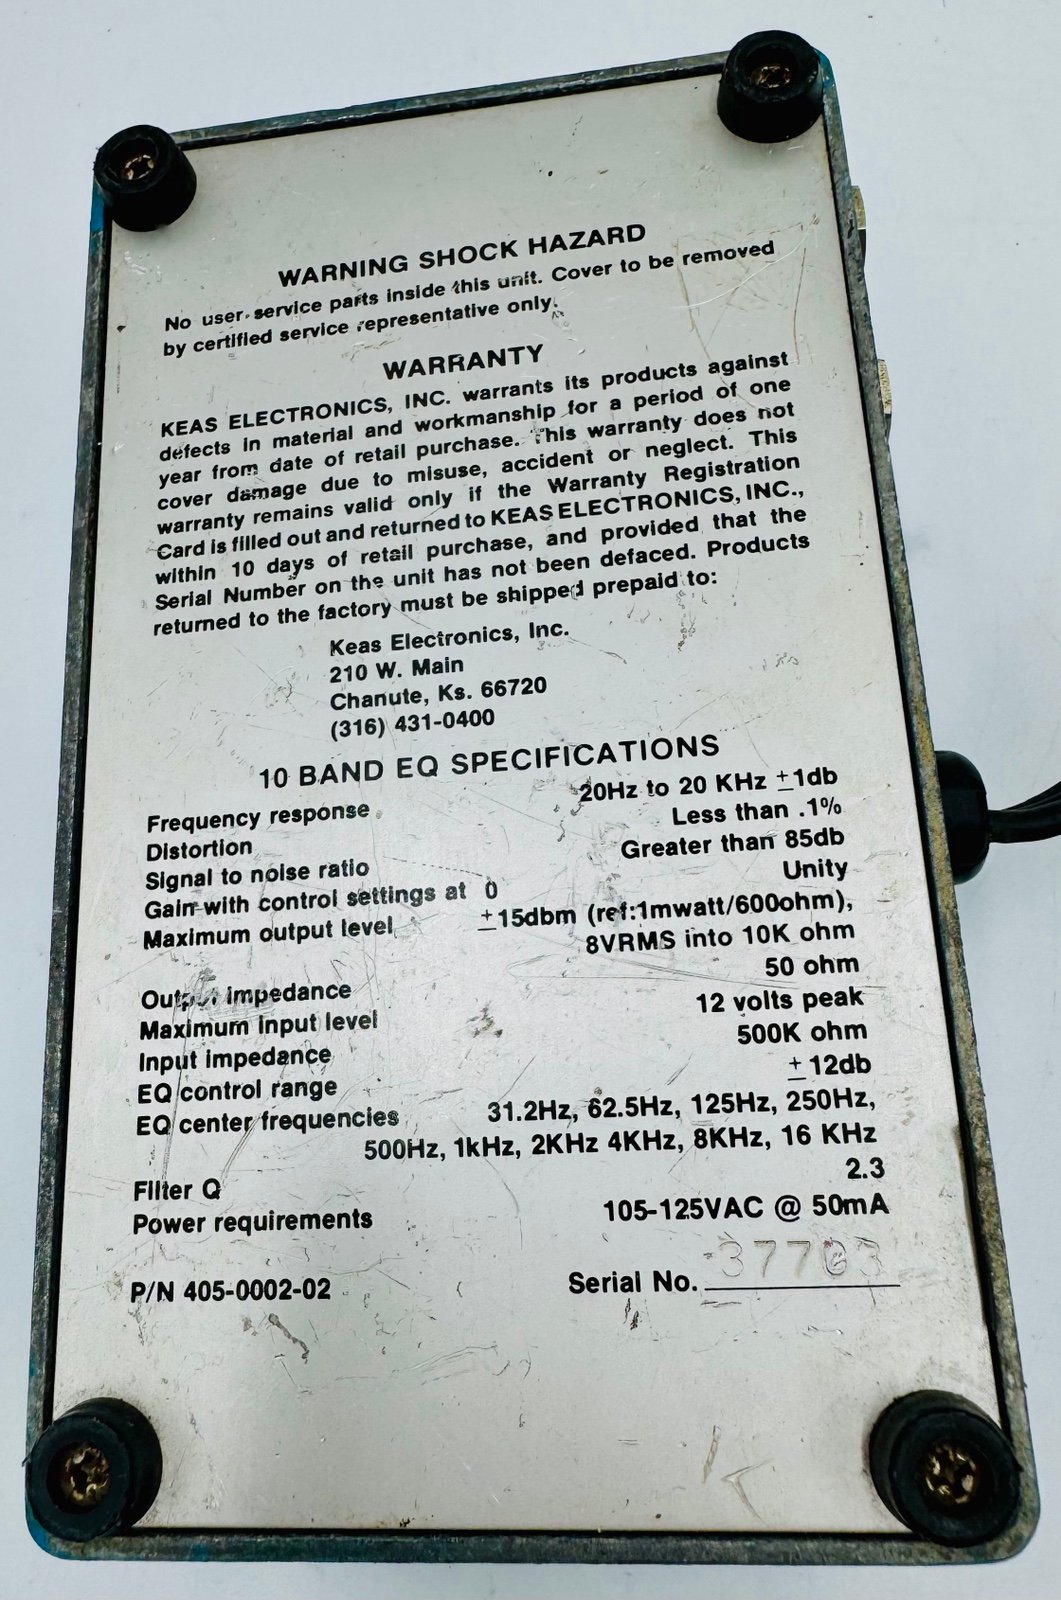 WARNING SHOCK HAZARD
No user service parts inside this unit. Cover to be removed
by certified service representative only.
WARRANTY
KEAS ELECTRONICS, INC. warrants its products against
defects in material and workmanship for a period of one
year from date of retail purchase. This warranty does not
cover damage due to misuse, accident or neglect. This
warranty remains valid only if the Warranty Registration
Card is filled out and returned to KEAS ELECTRONICS, INC.,
within 10 days of retail purchase, and provided that the
Serial Number on the unit has not been defaced. Products
returned to the factory must be shipped prepaid to:
Keas Electronics, Inc.
210 W. Main
Chanute, Ks. 66720
(316) 431-0400
10 BAND EQ SPECIFICATIONS
Frequency response 20Hz to 20 KHz ±1db
Distortion Less than .1%
Signal to noise ratio Greater than 85db
Gain with control settings at 0 Unity
Maximum output level ±15dbm (ref:1mwatt/600ohm),
8VRMS into 10K ohm
Output impedance 50 ohm
Maximum input level 12 volts peak
Input impedance 500K ohm
EQ control range ±12db
EQ center frequencies 31.2Hz, 62.5Hz, 125Hz, 250Hz,
500Hz, 1kHz, 2KHz 4KHz, 8KHz, 16 KHz
Filter Q 2.3
Power requirements 105-125VAC @ 50mA
P/N 405-0002-02 Serial No.